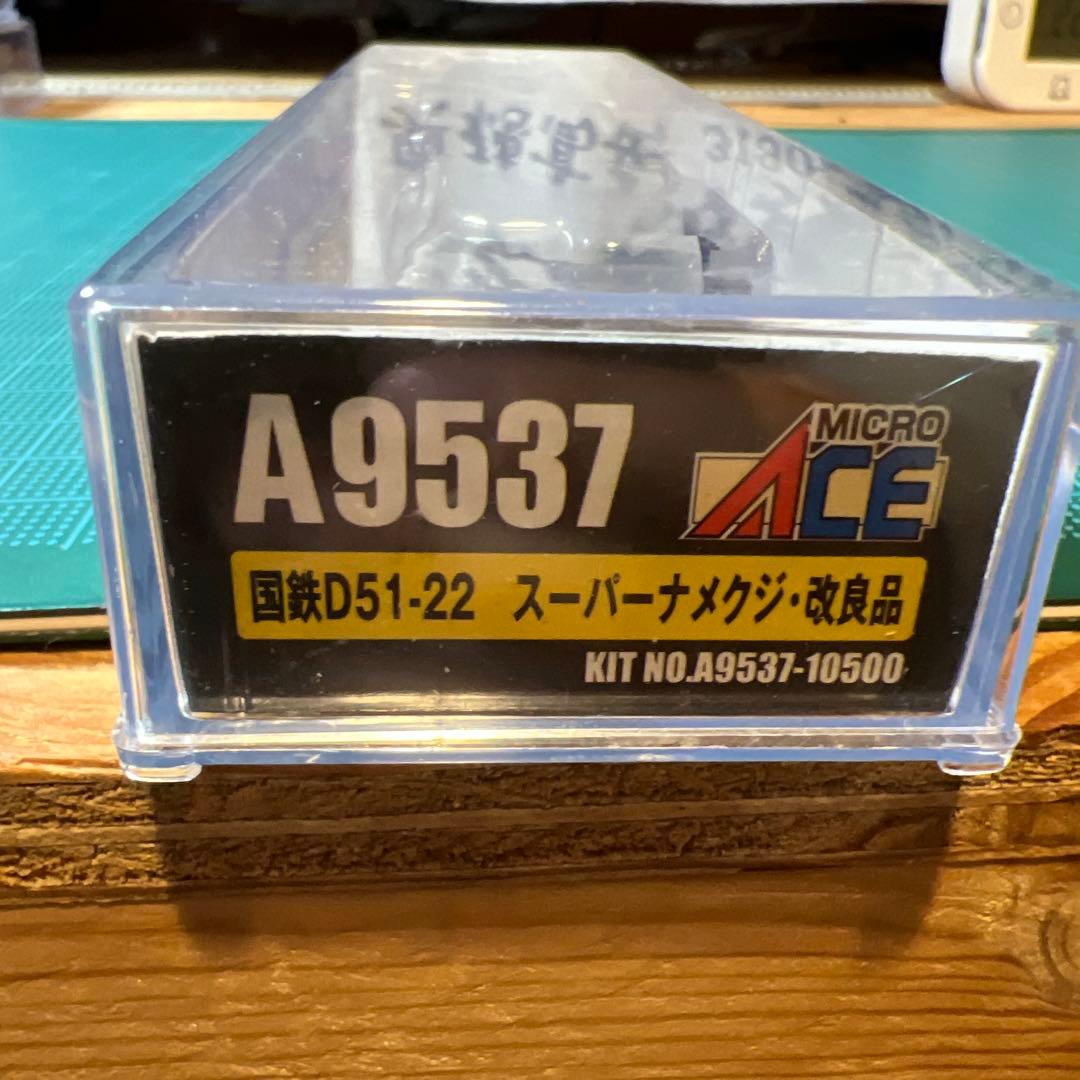 A9537
MICRO
ACE
国鉄D51-22 スーパーナメクジ・改良品
KIT NO.A9537-10500